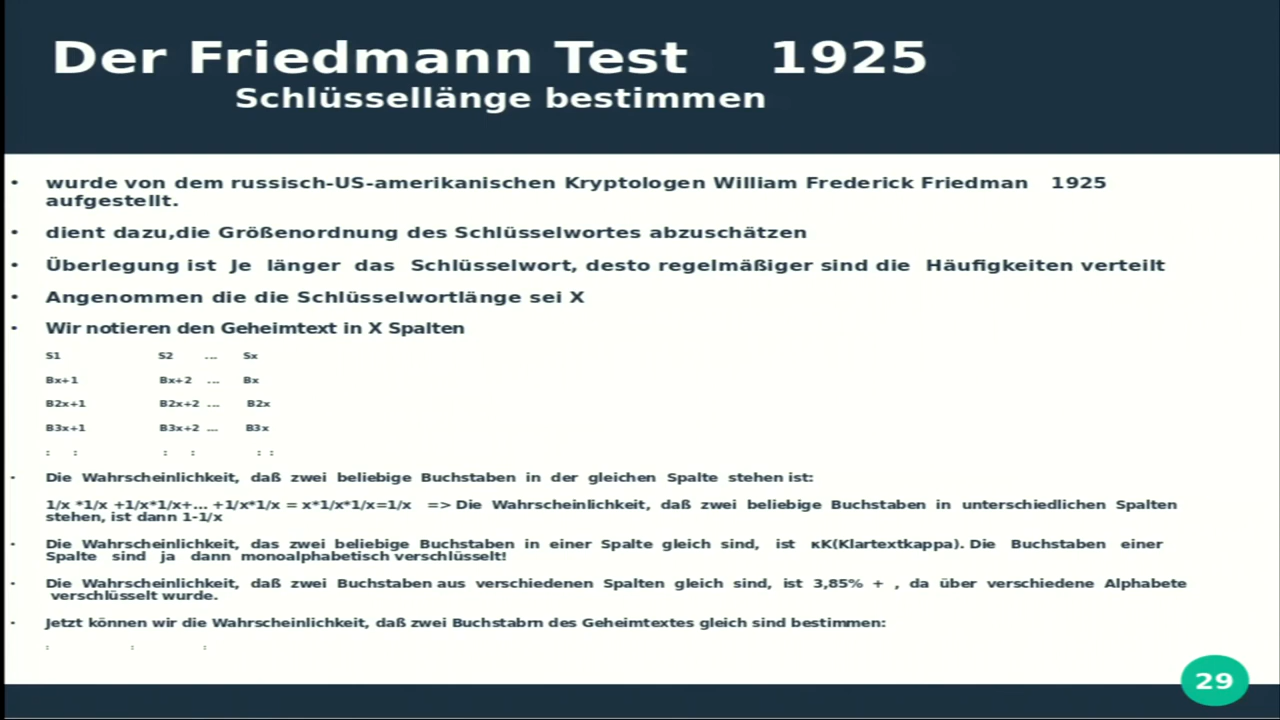 Der Friedmann Test 1925
Schlüssellänge bestimmen
• wurde von dem russisch-US-amerikanischen Kryptologen William Frederick Friedman 1925
aufgestellt.
• dient dazu,die Größenordnung des Schlüsselwortes abzuschätzen
• Überlegung ist Je länger das Schlüsselwort, desto regelmäßiger sind die Häufigkeiten verteilt
• Angenommen die die Schlüsselwortlänge sei X
• Wir notieren den Geheimtext in X Spalten
S1 S2 ... Sx
Bx+1 Bx+2 ... Bx
B2x+1 B2x+2 ... B2x
B3x+1 B3x+2 ... B3x
: : : : : :
• Die Wahrscheinlichkeit, daß zwei beliebige Buchstaben in der gleichen Spalte stehen ist:
1/x *1/x +1/x*1/x+... +1/x*1/x = x*1/x*1/x=1/x => Die Wahrscheinlichkeit, daß zwei beliebige Buchstaben in unterschiedlichen Spalten
stehen, ist dann 1-1/x
• Die Wahrscheinlichkeit, das zwei beliebige Buchstaben in einer Spalte gleich sind, ist κK(Klartextkappa). Die Buchstaben einer
Spalte sind ja dann monoalphabetisch verschlüsselt!
• Die Wahrscheinlichkeit, daß zwei Buchstaben aus verschiedenen Spalten gleich sind, ist 3,85% + , da über verschiedene Alphabete
verschlüsselt wurde.
• Jetzt können wir die Wahrscheinlichkeit, daß zwei Buchstabrn des Geheimtextes gleich sind bestimmen:
: : :
29